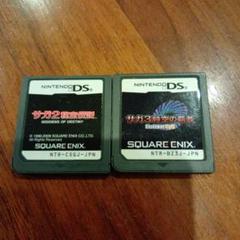 NINTENDO DS
サガ2秘宝伝説
GODDESS OF DESTINY
SQUARE ENIX
NTR-CSGJ-JPN
NINTENDO DS
サガ3時空の覇者
SQUARE ENIX
NTR-BZ3J-JPN